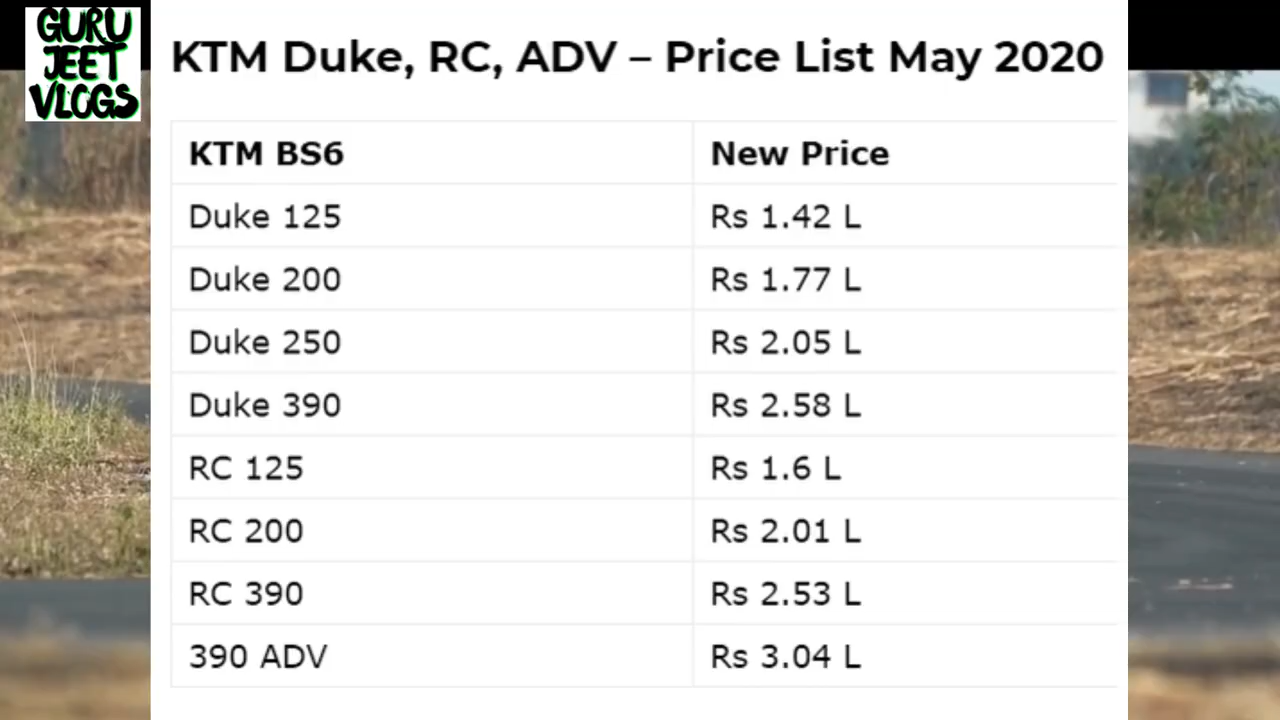 GURU
JEET
VLOGS
KTM Duke, RC, ADV – Price List May 2020
KTM BS6 New Price
Duke 125 Rs 1.42 L
Duke 200 Rs 1.77 L
Duke 250 Rs 2.05 L
Duke 390 Rs 2.58 L
RC 125 Rs 1.6 L
RC 200 Rs 2.01 L
RC 390 Rs 2.53 L
390 ADV Rs 3.04 L